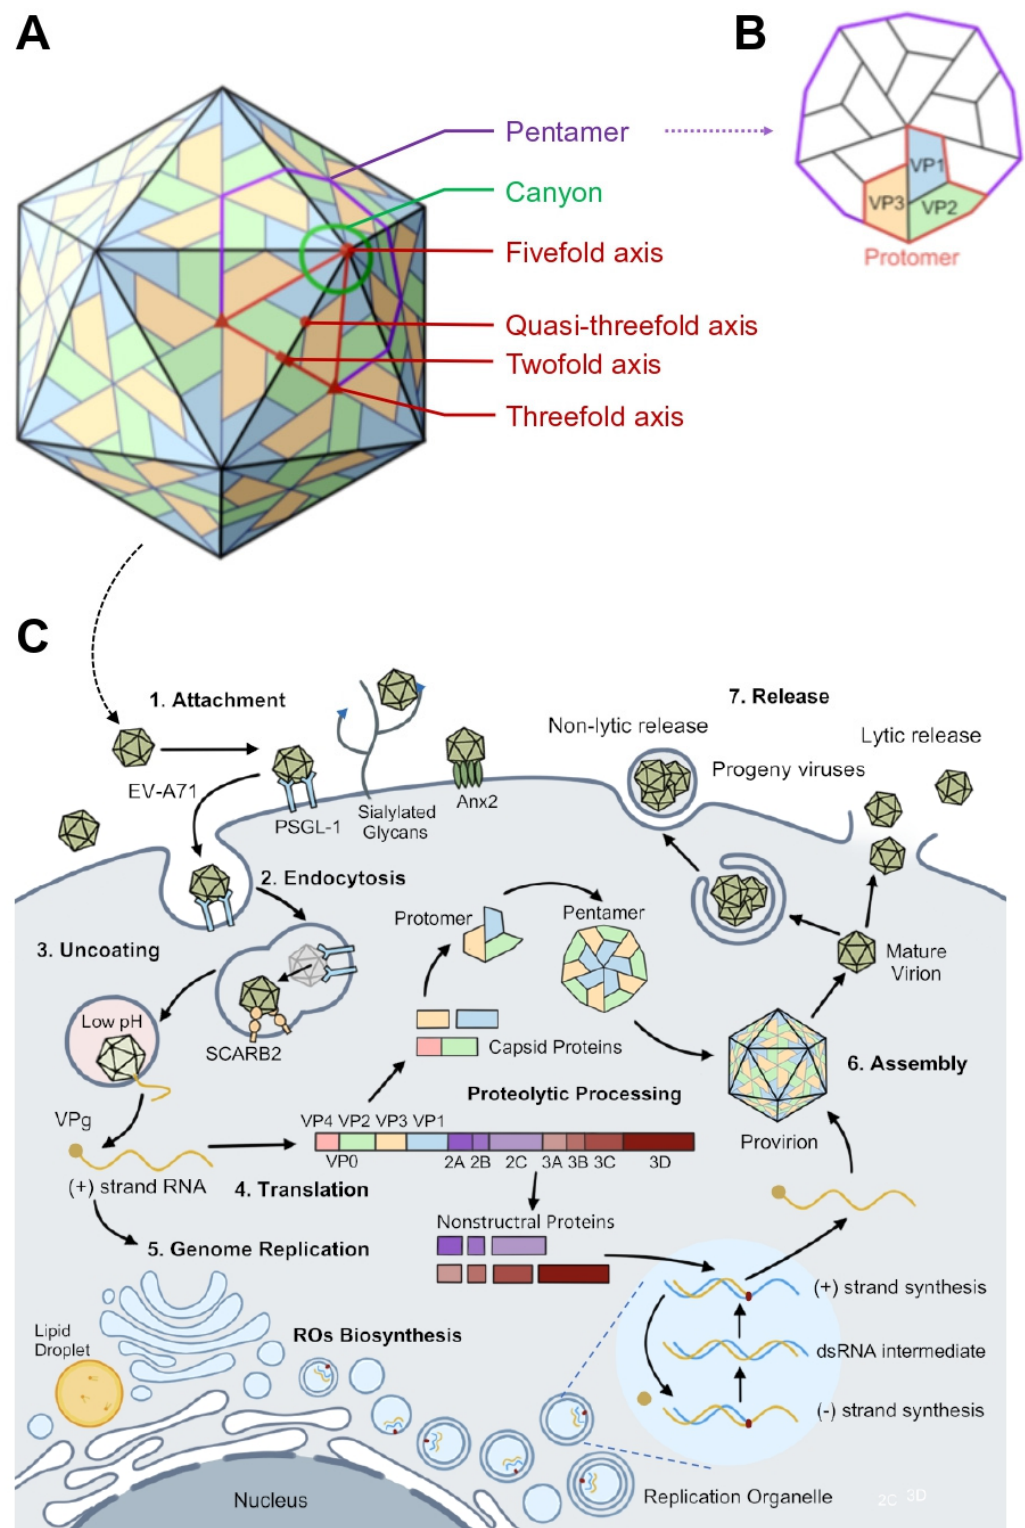 A
B
Pentamer
Canyon
Fivefold axis
Quasi-threefold axis
Twofold axis
Threefold axis
VP1
VP3
VP2
Protomer
C
1. Attachment
EV-A71
PSGL-1
Sialylated
Glycans
Anx2
7. Release
Non-lytic release
Lytic release
Progeny viruses
2. Endocytosis
3. Uncoating
Low pH
SCARB2
VPg
(+) strand RNA
Protomer
Pentamer
Capsid Proteins
Mature
Virion
6. Assembly
Provirion
Proteolytic Processing
VP4 VP2 VP3 VP1
VP0
2A 2B 2C 3A 3B 3C 3D
4. Translation
Nonstructral Proteins
5. Genome Replication
(+) strand synthesis
dsRNA intermediate
(-) strand synthesis
Lipid
Droplet
ROs Biosynthesis
Nucleus
Replication Organelle
2C 3D